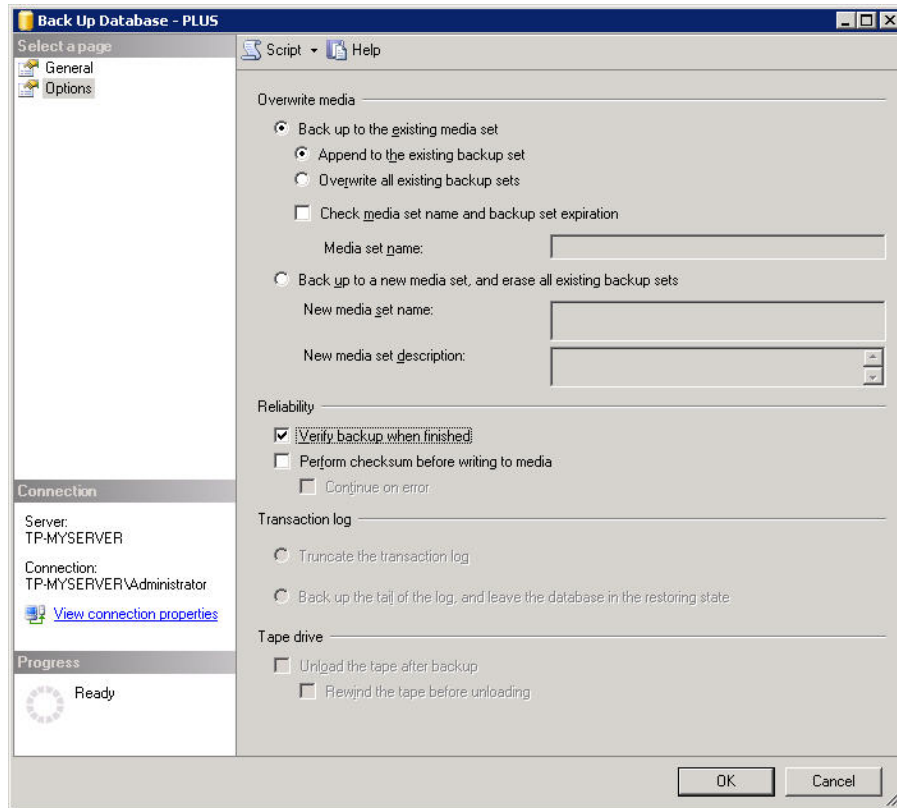 Back Up Database - PLUS
Select a page
General
Options
Script
Help
Overwrite media
Back up to the existing media set
Append to the existing backup set
Overwrite all existing backup sets
Check media set name and backup set expiration
Media set name:
Back up to a new media set, and erase all existing backup sets
New media set name:
New media set description:
Reliability
Verify backup when finished
Perform checksum before writing to media
Continue on error
Transaction log
Truncate the transaction log
Back up the tail of the log, and leave the database in the restoring state
Tape drive
Unload the tape after backup
Rewind the tape before unloading
Connection
Server:
TP-MYSERVER
Connection:
TP-MYSERVER\Administrator
View connection properties
Progress
Ready
OK
Cancel